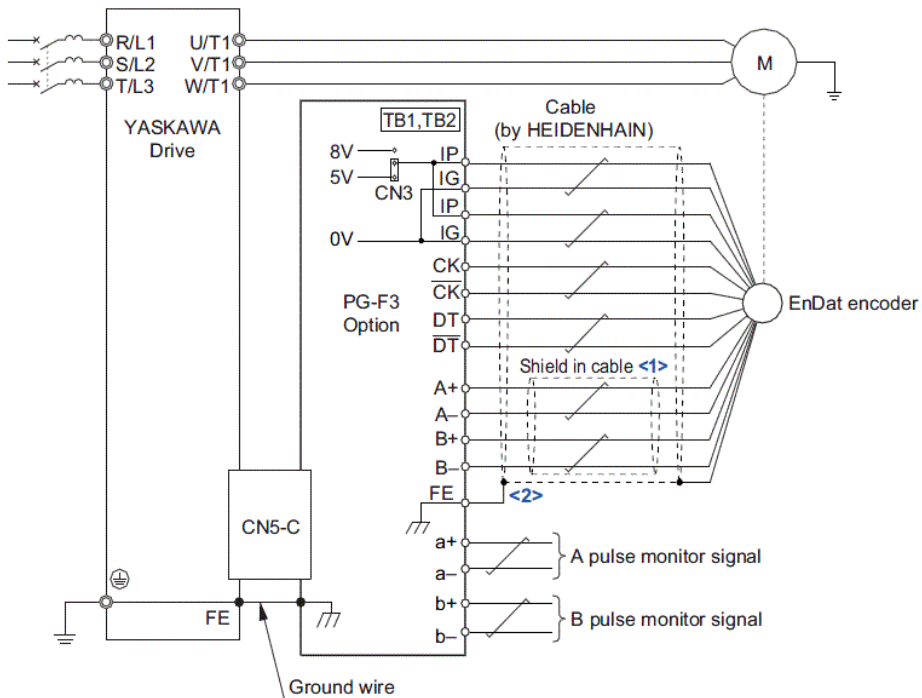 R/L1 U/T1
S/L2 V/T1
T/L3 W/T1
M
YASKAWA
Drive
TB1,TB2
Cable
(by HEIDENHAIN)
8V
5V
CN3
0V
IP
IG
IP
IG
CK
CK
DT
DT
PG-F3
Option
EnDat encoder
Shield in cable <1>
A+
A–
B+
B–
FE
<2>
CN5-C
a+
a–
A pulse monitor signal
b+
b–
B pulse monitor signal
FE
Ground wire